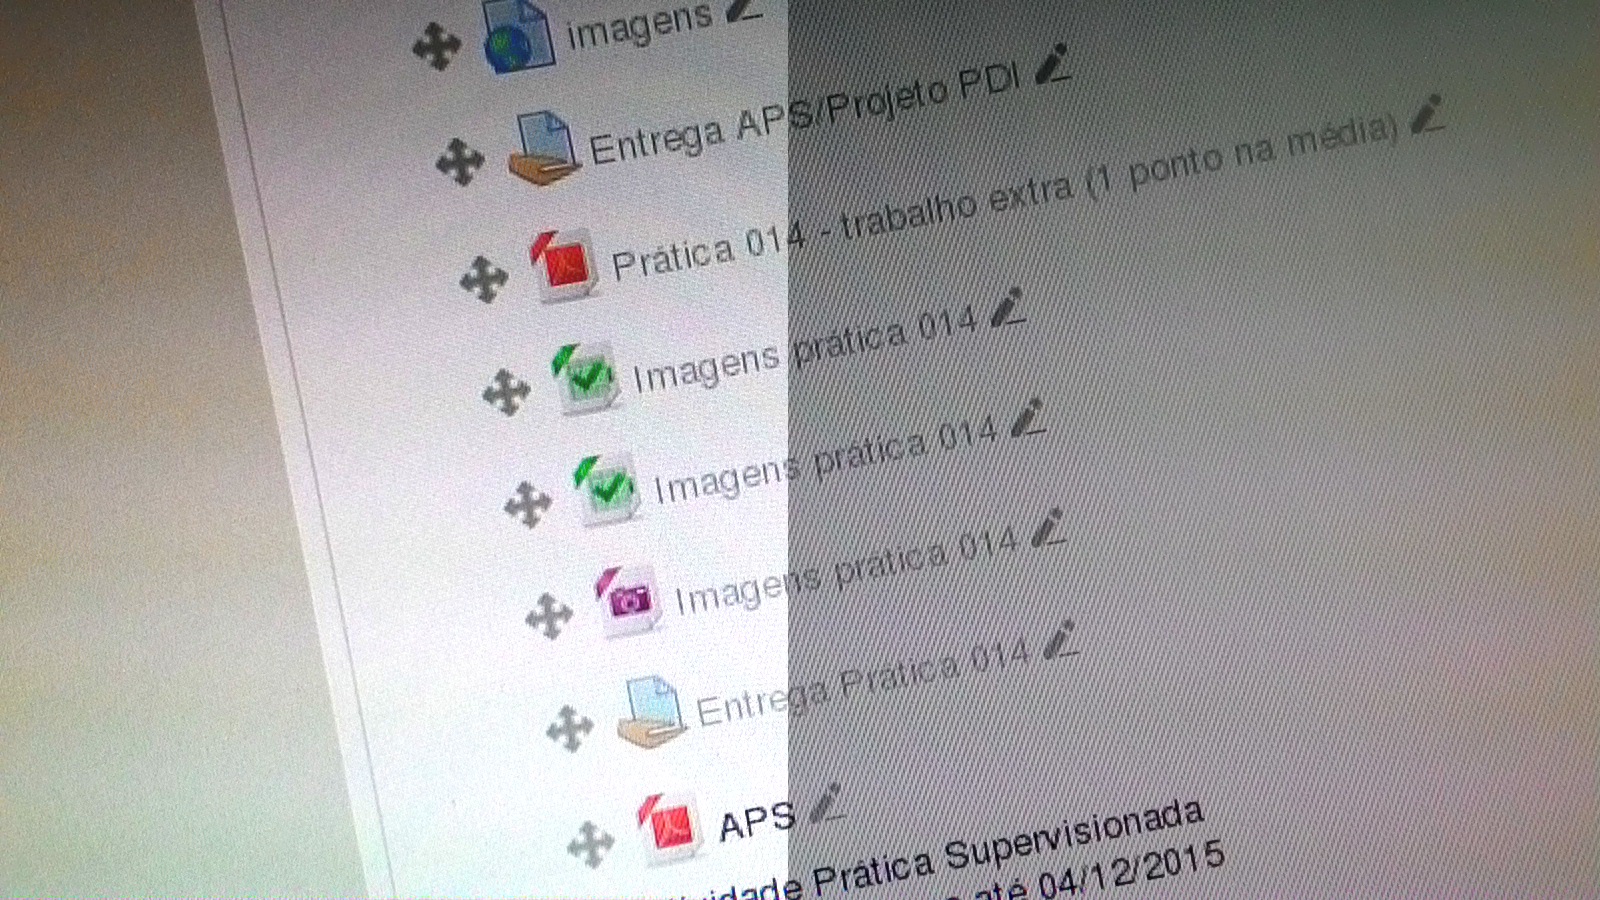 imagens
Entrega APS/Projeto PDI
Prática 014 - trabalho extra (1 ponto na média)
Imagens prática 014
Imagens prática 014
Imagens prática 014
Entrega Prática 014
APS
Prática Supervisionada
até 04/12/2015